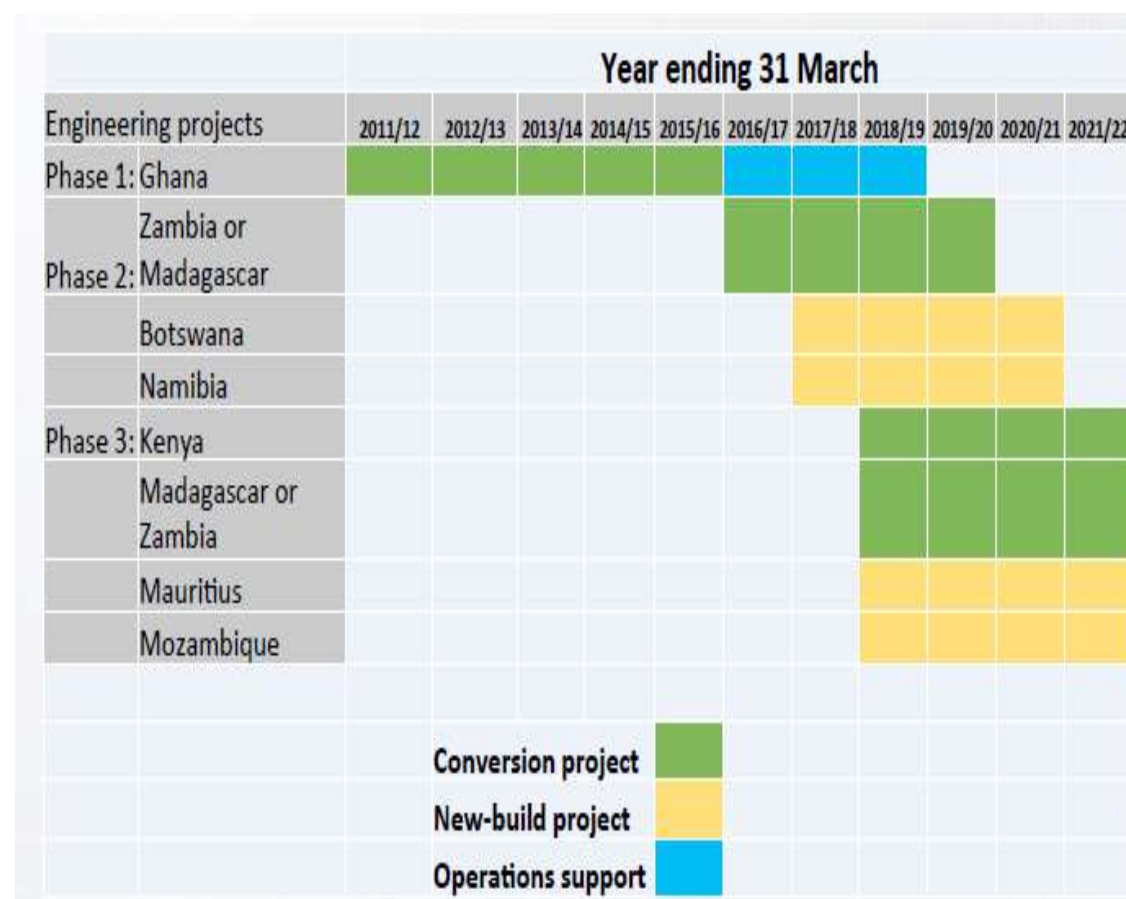 Year ending 31 March
Engineering projects 2011/12 2012/13 2013/14 2014/15 2015/16 2016/17 2017/18 2018/19 2019/20 2020/21 2021/22
Phase 1: Ghana
Zambia or
Phase 2: Madagascar
Botswana
Namibia
Phase 3: Kenya
Madagascar or
Zambia
Mauritius
Mozambique
Conversion project
New-build project
Operations support